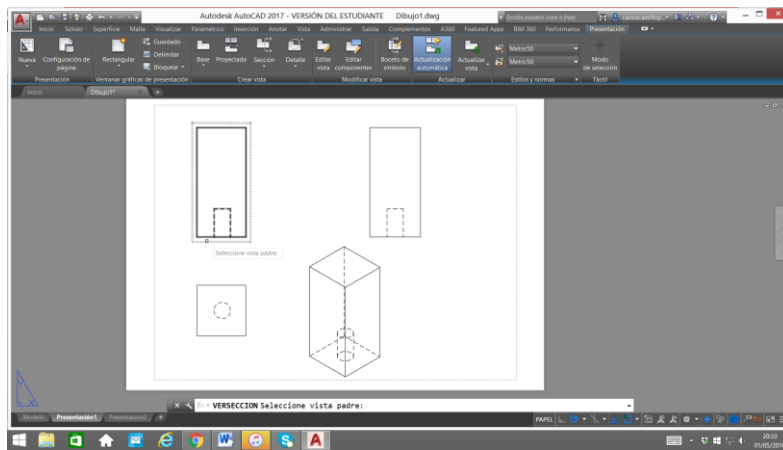 Autodesk AutoCAD 2017 - VERSIÓN DEL ESTUDIANTE Dibujo1.dwg
Escriba palabra clave o frase
Inicio Sólido Superficie Malla Visualizar Paramétrico Inserción Anotar Vista Administrar Salida Complementos A360 Featured Apps BIM 360 Performance Presentación
Nueva Configuración de página Rectangular Guardado Delimitar Bloquear Base Proyectada Sección Detalle Editar vista Editar componentes Boceto de símbolo Actualización automática Actualizar vista Metric50 Metric50 Modo de selección
Presentación Ventanas gráficas de presentación Crear vista Modificar vista Actualizar Estilos y normas Táctil
Inicio Dibujo1*
Seleccione vista padre:
X
VERSECCION Seleccione vista padre:
Modelo Presentación1 Presentación2 +
PAPEL
20:33